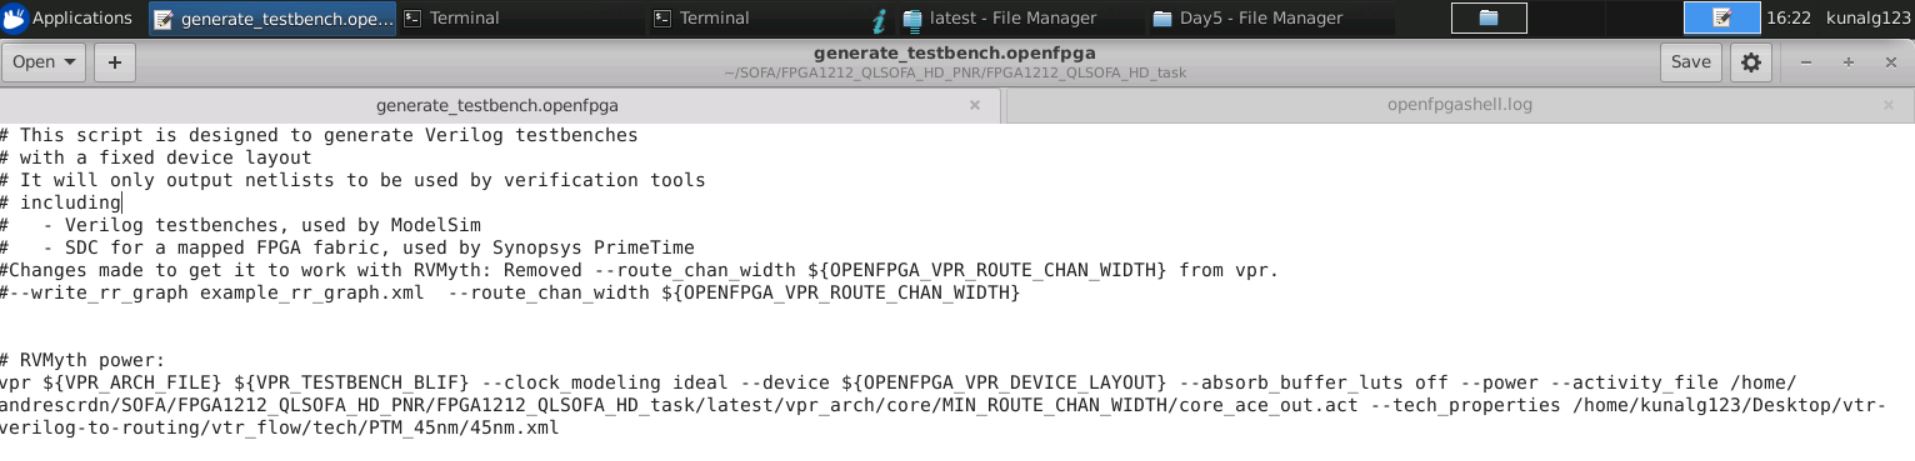 Applications generate_testbench.ope... Terminal Terminal latest - File Manager Day5 - File Manager 16:22 kunalg123
Open + generate_testbench.openfpga Save
~/SOFA/FPGA1212_QLSOFA_HD_PNR/FPGA1212_QLSOFA_HD_task
generate_testbench.openfpga openfpgashell.log
# This script is designed to generate Verilog testbenches
# with a fixed device layout
# It will only output netlists to be used by verification tools
# including
#   - Verilog testbenches, used by ModelSim
#   - SDC for a mapped FPGA fabric, used by Synopsys PrimeTime
#Changes made to get it to work with RVMyth: Removed --route_chan_width ${OPENFPGA_VPR_ROUTE_CHAN_WIDTH} from vpr.
#--write_rr_graph example_rr_graph.xml  --route_chan_width ${OPENFPGA_VPR_ROUTE_CHAN_WIDTH}
# RVMyth power:
vpr ${VPR_ARCH_FILE} ${VPR_TESTBENCH_BLIF} --clock_modeling ideal --device ${OPENFPGA_VPR_DEVICE_LAYOUT} --absorb_buffer_luts off --power --activity_file /home/
andrescrdn/SOFA/FPGA1212_QLSOFA_HD_PNR/FPGA1212_QLSOFA_HD_task/latest/vpr_arch/core/MIN_ROUTE_CHAN_WIDTH/core_ace_out.act --tech_properties /home/kunalg123/Desktop/vtr-
verilog-to-routing/vtr_flow/tech/PTM_45nm/45nm.xml